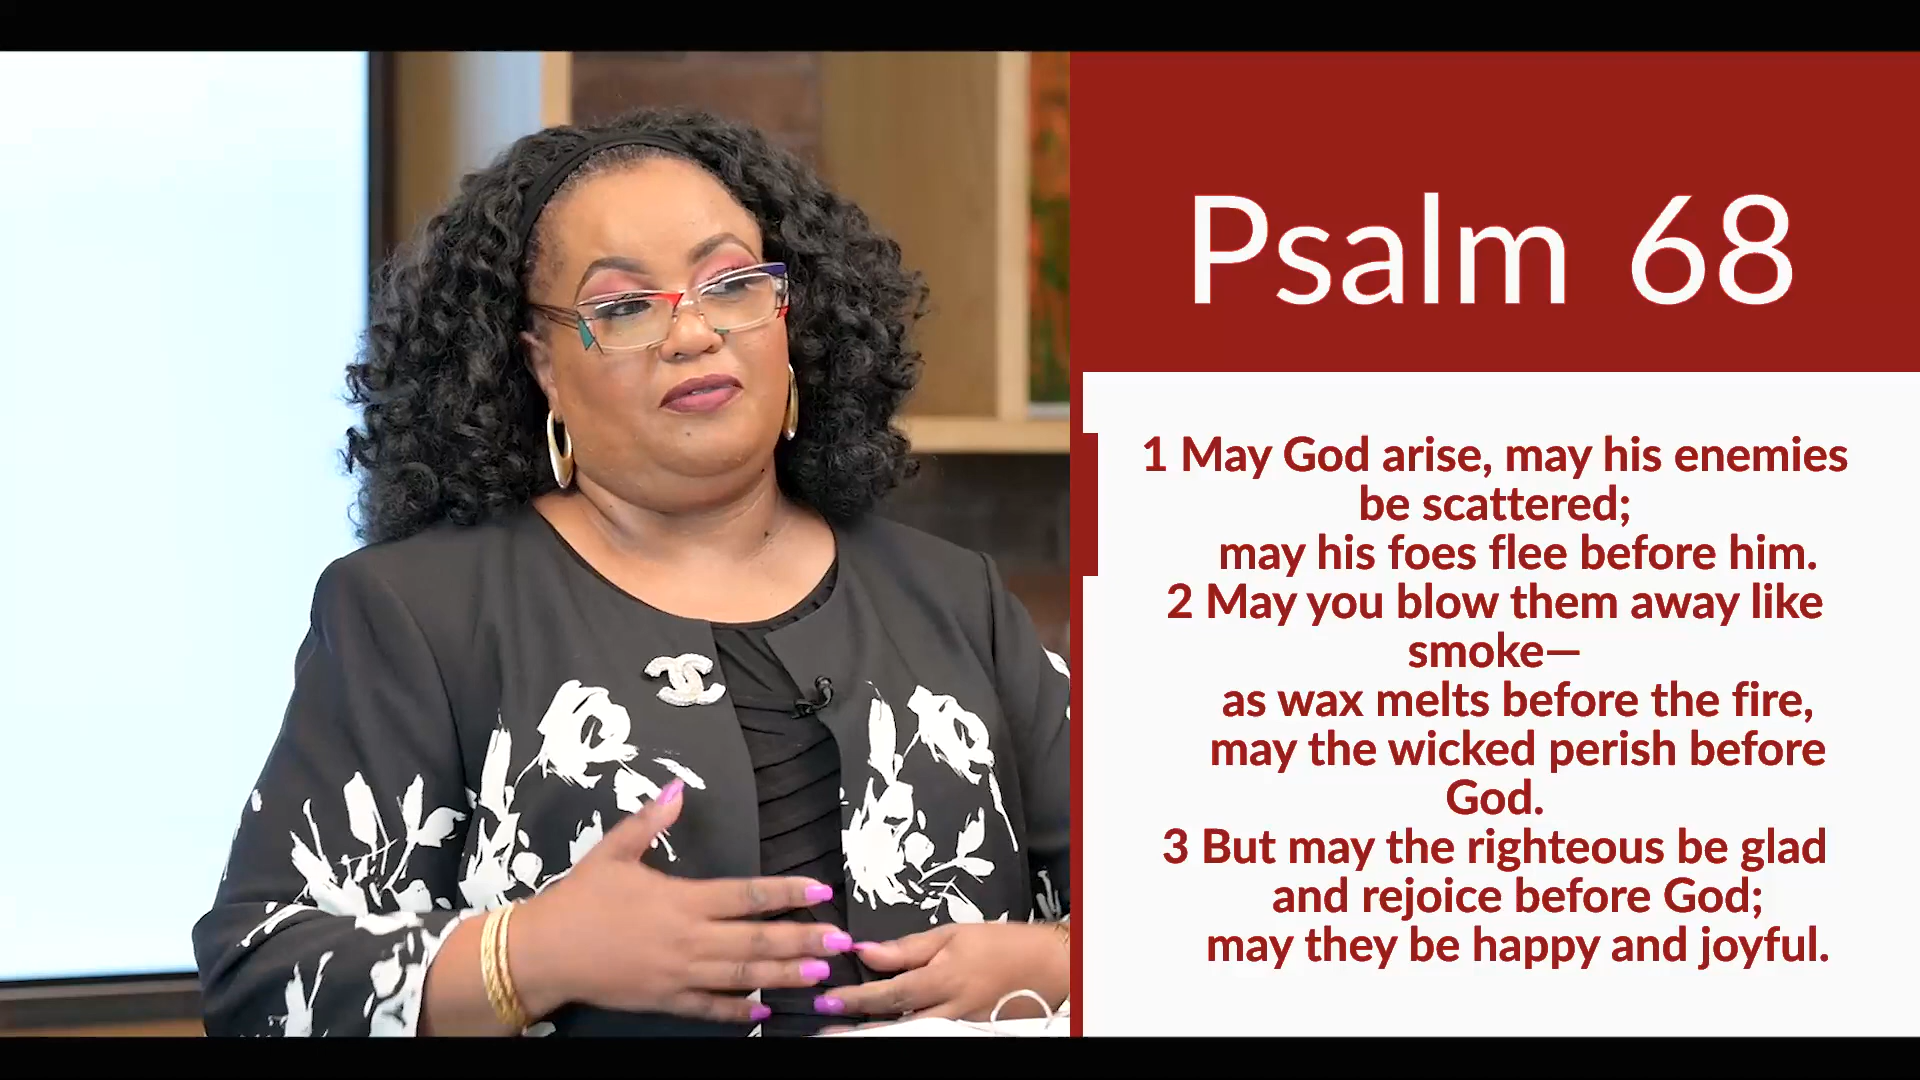 Psalm 68
1 May God arise, may his enemies
be scattered;
may his foes flee before him.
2 May you blow them away like
smoke—
as wax melts before the fire,
may the wicked perish before
God.
3 But may the righteous be glad
and rejoice before God;
may they be happy and joyful.